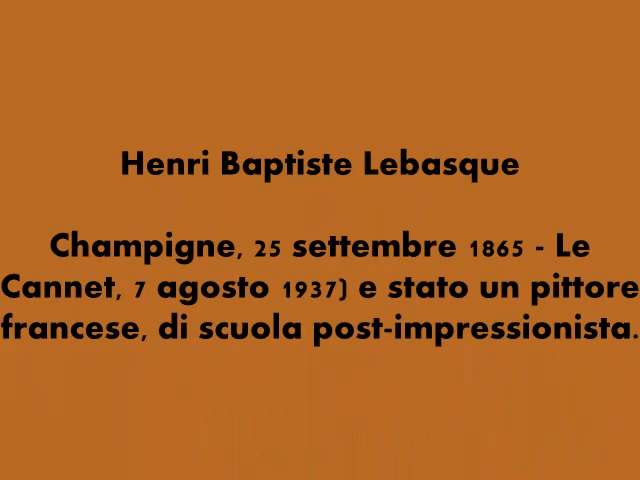 Henri Baptiste Lebasque
Champigne, 25 settembre 1865 - Le
Cannet, 7 agosto 1937) e stato un pittore
francese, di scuola post-impressionista.